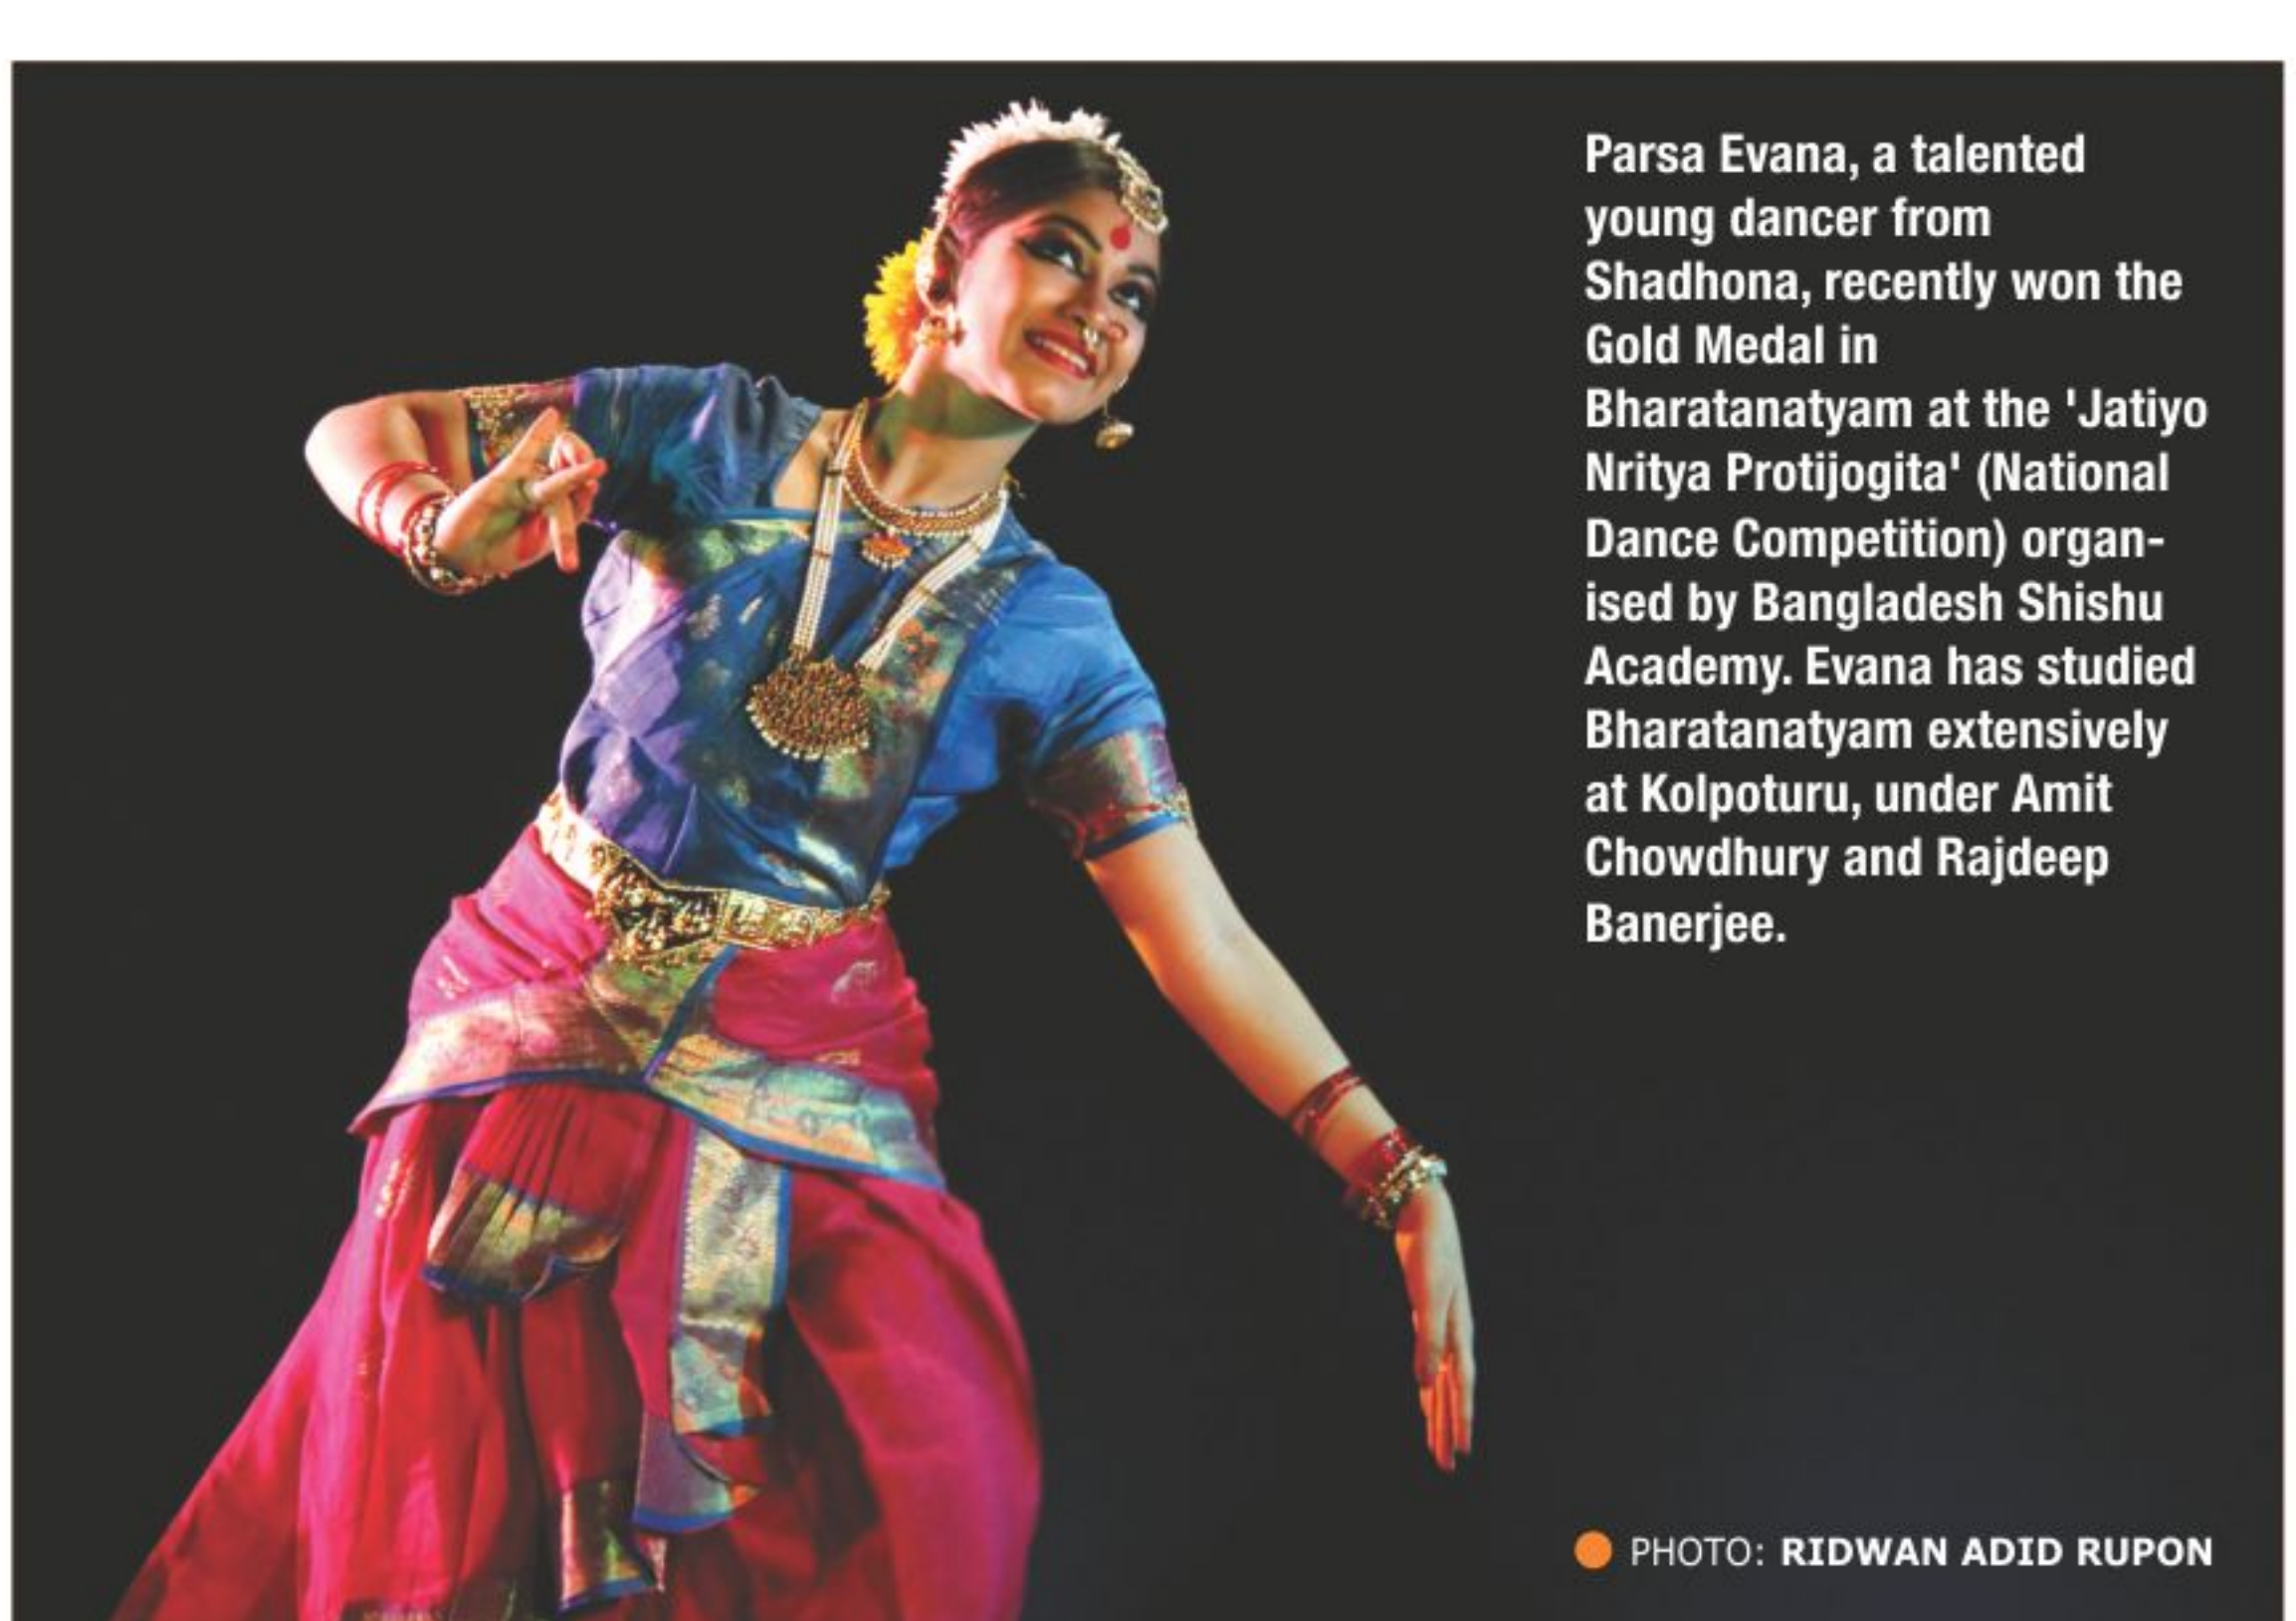 Parsa Evana, a talented
young dancer from
Shadhona, recently won the
Gold Medal in
Bharatanatyam at the 'Jatiyo
Nritya Protijogita' (National
Dance Competition) organ-
ised by Bangladesh Shishu
Academy. Evana has studied
Bharatanatyam extensively
at Kolpoturu, under Amit
Chowdhury and Rajdeep
Banerjee.
PHOTO: RIDWAN ADID RUPON